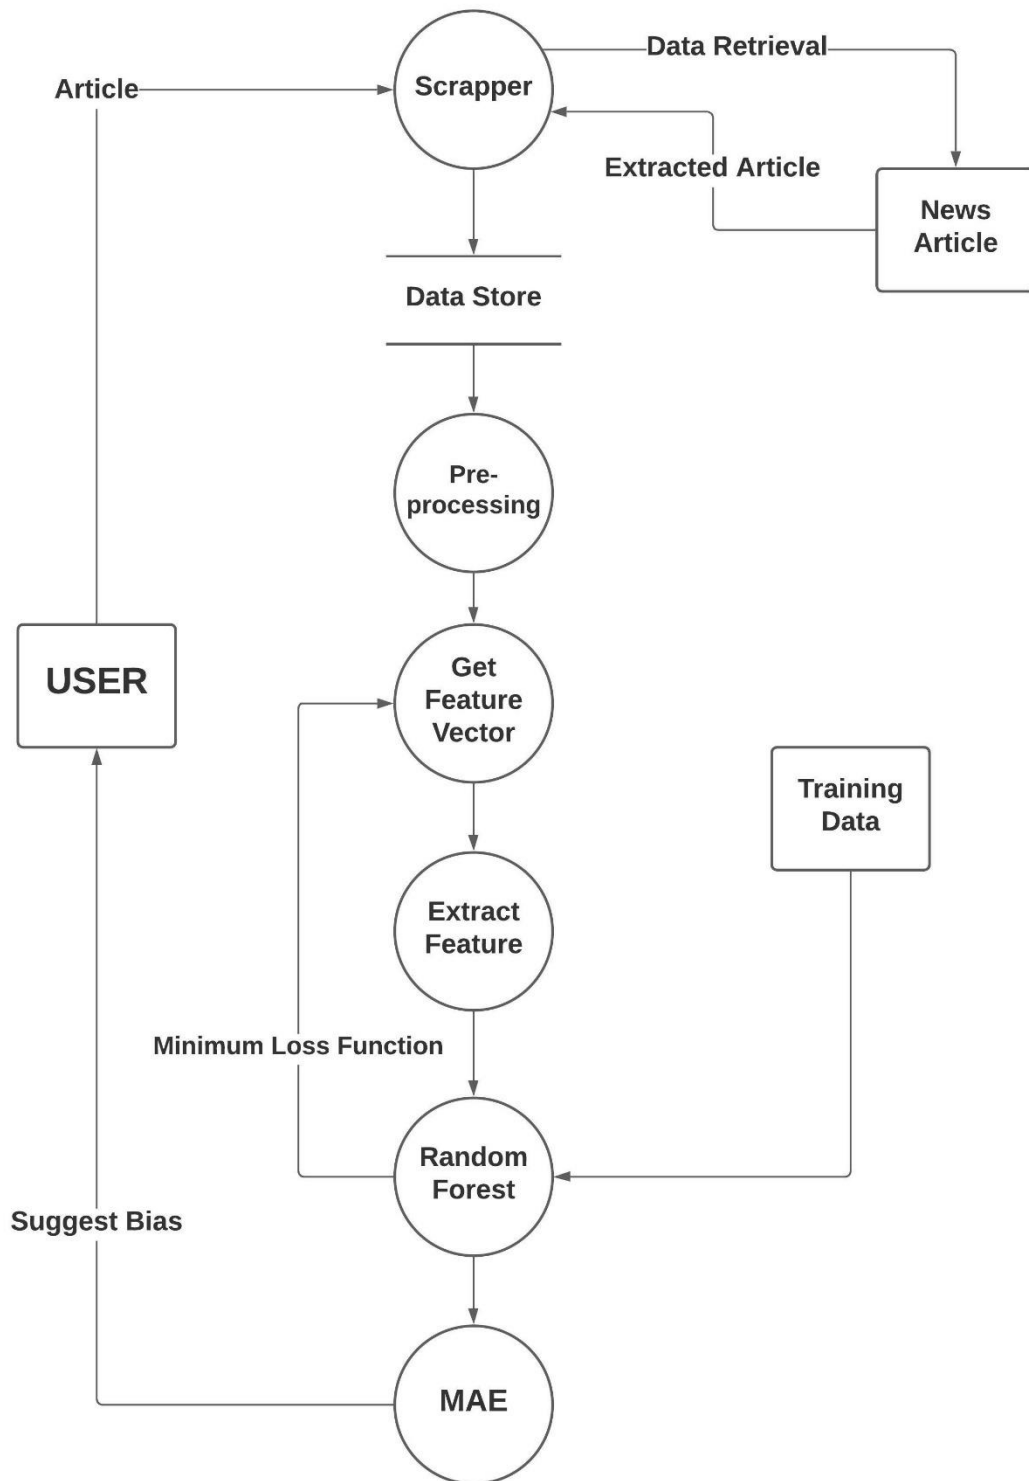 Scrapper
Data Retrieval
Article
Extracted Article
News
Article
Data Store
Pre-
processing
Get
Feature
Vector
USER
Training
Data
Extract
Feature
Minimum Loss Function
Random
Forest
Suggest Bias
MAE